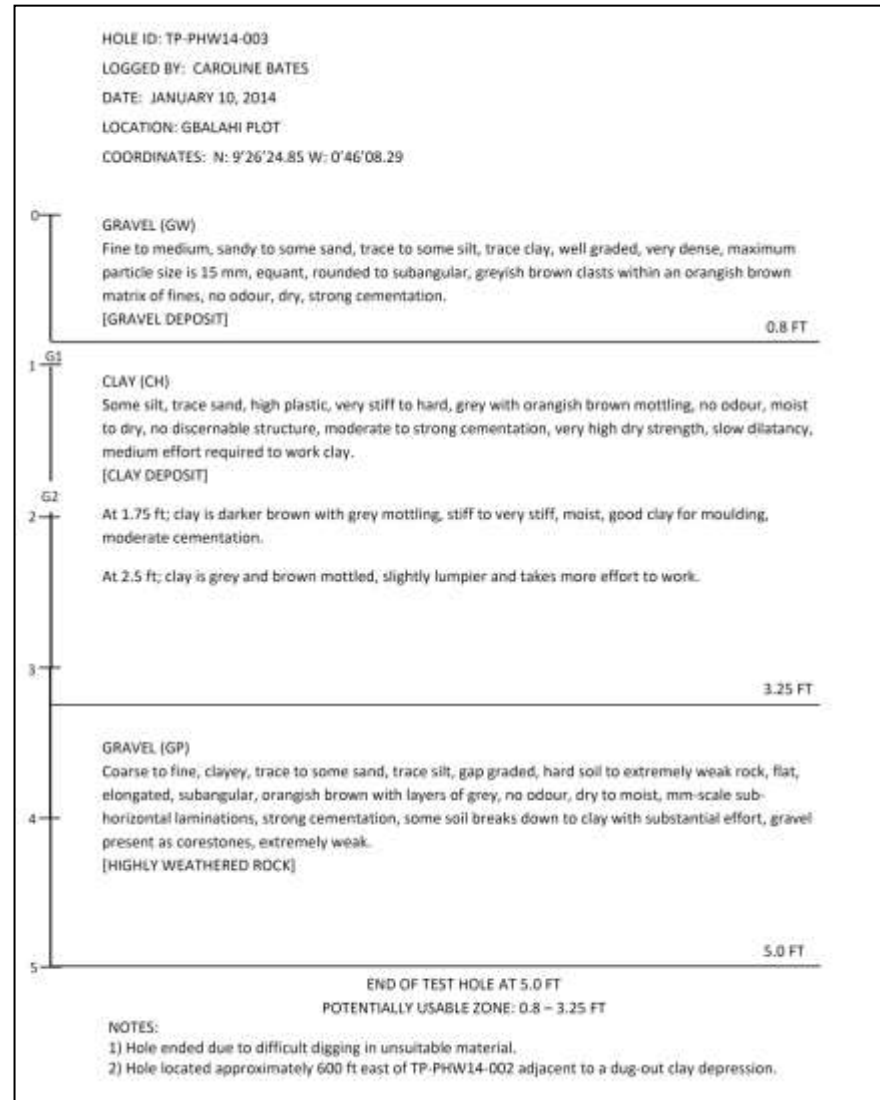 HOLE ID: TP-PHW14-003
LOGGED BY: CAROLINE BATES
DATE: JANUARY 10, 2014
LOCATION: GBALAHI PLOT
COORDINATES: N: 9'26'24.85 W: 0'46'08.29
0
GRAVEL (GW)
Fine to medium, sandy to some sand, trace to some silt, trace clay, well graded, very dense, maximum
particle size is 15 mm, equant, rounded to subangular, greyish brown clasts within an orangish brown
matrix of fines, no odour, dry, strong cementation.
[GRAVEL DEPOSIT]
0.8 FT
G1
1
CLAY (CH)
Some silt, trace sand, high plastic, very stiff to hard, grey with orangish brown mottling, no odour, moist
to dry, no discernable structure, moderate to strong cementation, very high dry strength, slow dilatancy,
medium effort required to work clay.
[CLAY DEPOSIT]
G2
2
At 1.75 ft; clay is darker brown with grey mottling, stiff to very stiff, moist, good clay for moulding,
moderate cementation.
At 2.5 ft; clay is grey and brown mottled, slightly lumpier and takes more effort to work.
3
3.25 FT
GRAVEL (GP)
Coarse to fine, clayey, trace to some sand, trace silt, gap graded, hard soil to extremely weak rock, flat,
elongated, subangular, orangish brown with layers of grey, no odour, dry to moist, mm-scale sub-
horizontal laminations, strong cementation, some soil breaks down to clay with substantial effort, gravel
4
present as corestones, extremely weak.
[HIGHLY WEATHERED ROCK]
5.0 FT
5
END OF TEST HOLE AT 5.0 FT
POTENTIALLY USABLE ZONE: 0.8 – 3.25 FT
NOTES:
1) Hole ended due to difficult digging in unsuitable material.
2) Hole located approximately 600 ft east of TP-PHW14-002 adjacent to a dug-out clay depression.